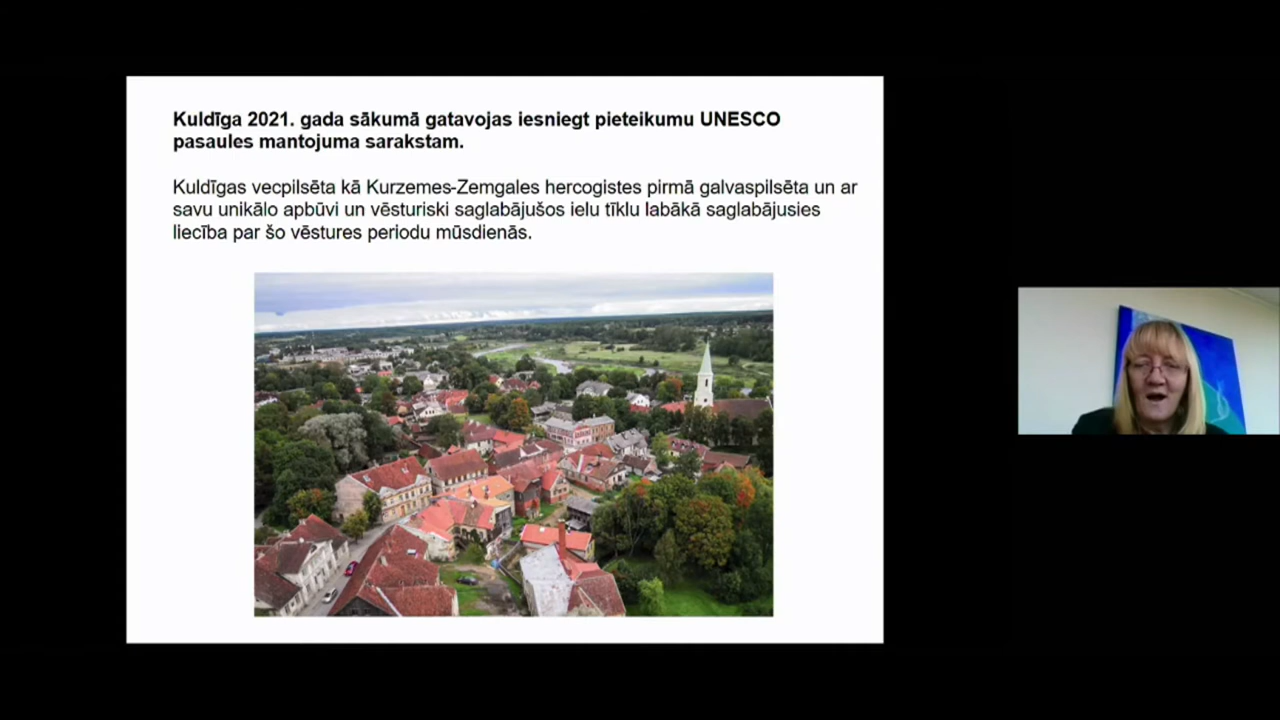 Kuldīga 2021. gada sākumā gatavojas iesniegt pieteikumu UNESCO
pasaules mantojuma sarakstam.
Kuldīgas vecpilsēta kā Kurzemes-Zemgales hercogistes pirmā galvaspilsēta un ar
savu unikālo apbūvi un vēsturiski saglabājušos ielu tīklu labākā saglabājusies
liecība par šo vēstures periodu mūsdienās.